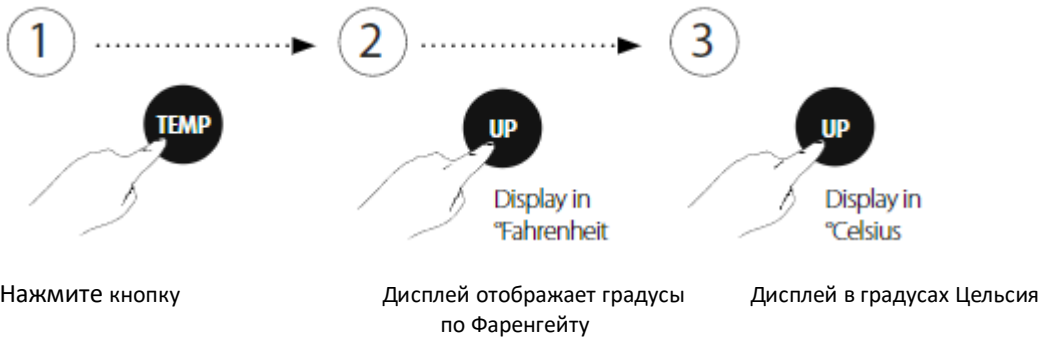 1 2 3
TEMP UP UP
Display in Display in
°Fahrenheit °Celsius
Нажмите кнопку Дисплей отображает градусы Дисплей в градусах Цельсия
по Фаренгейту